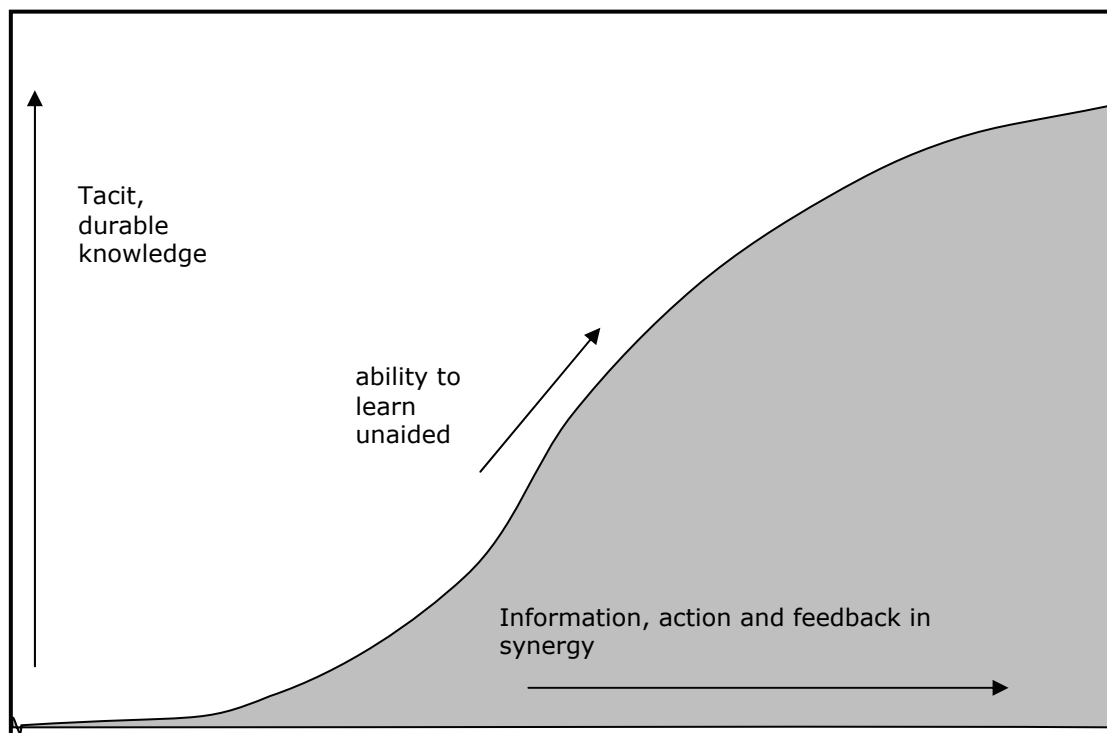 Tacit,
durable
knowledge
ability to
learn
unaided
Information, action and feedback in
synergy